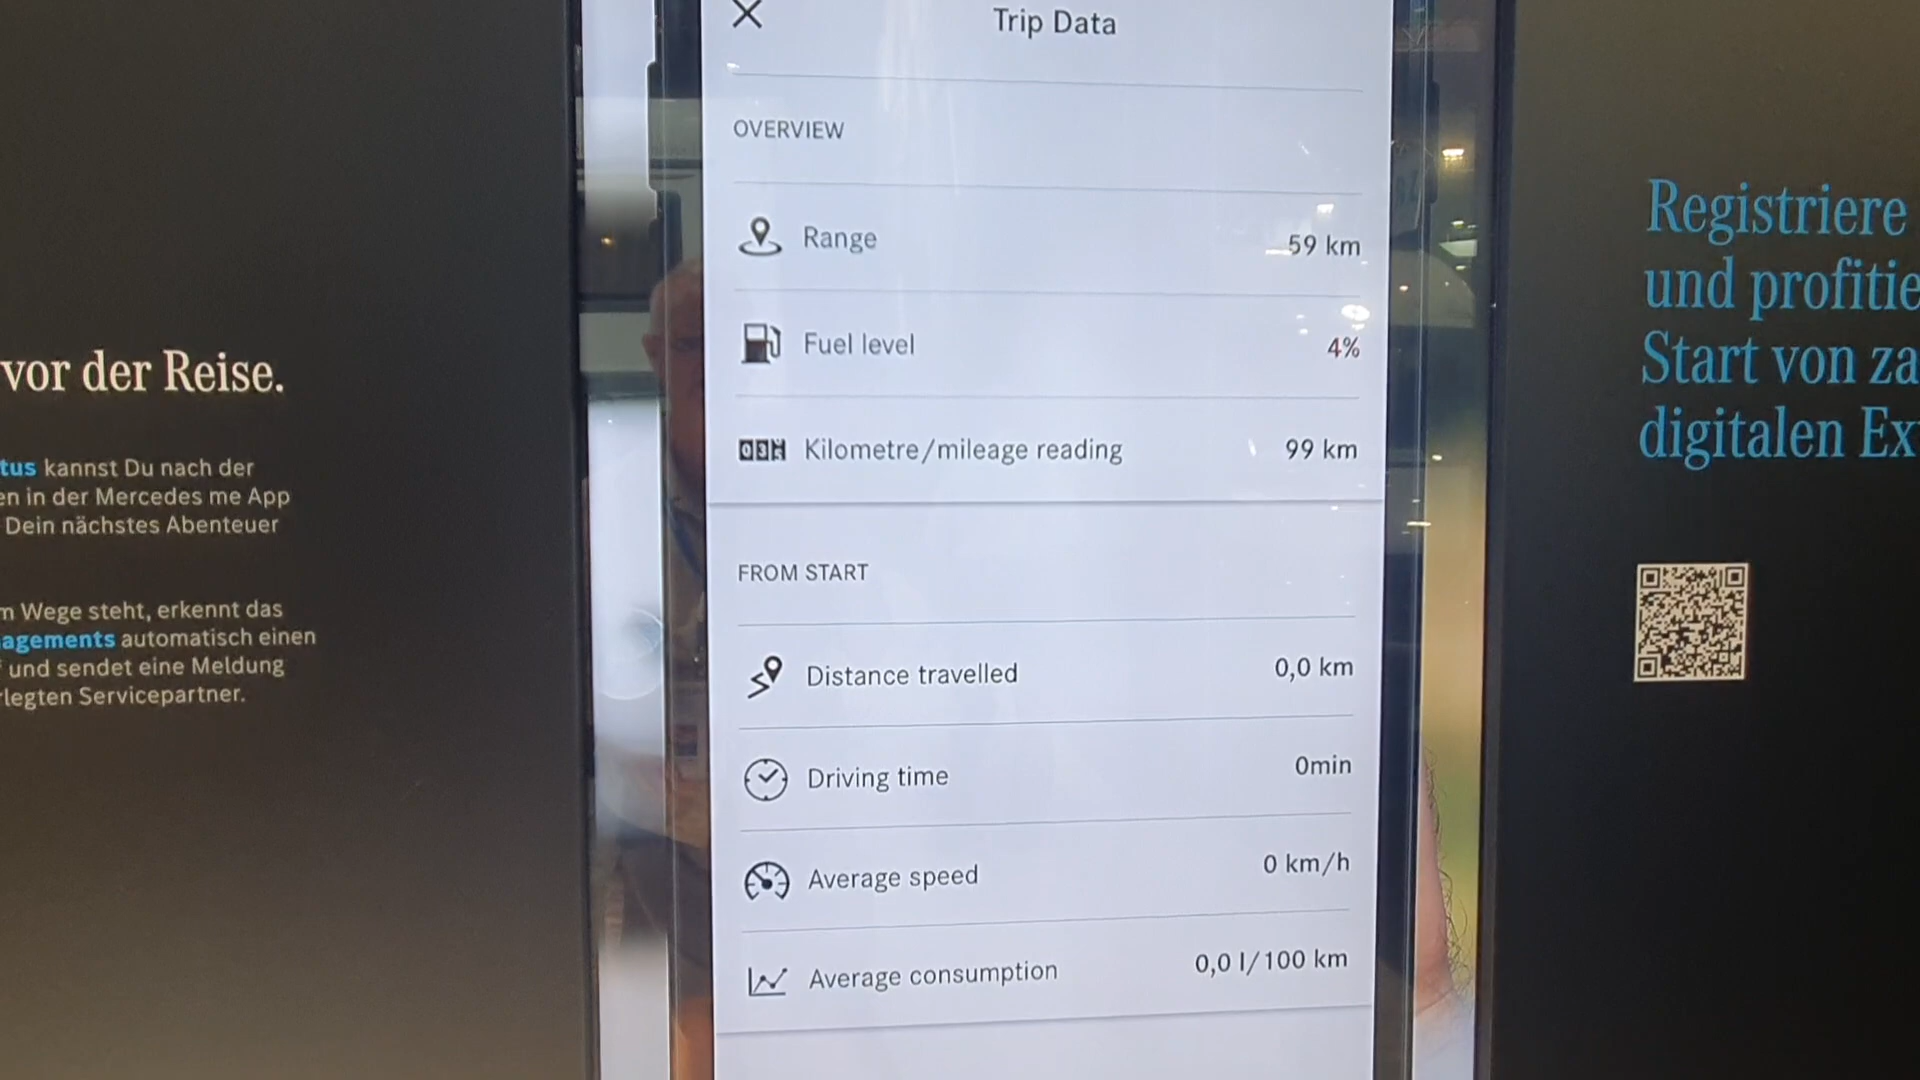 vor der Reise.
tus kannst Du nach der
en in der Mercedes me App
Dein nächstes Abenteuer
m Wege steht, erkennt das
agements automatisch einen
und sendet eine Meldung
legten Servicepartner.
Trip Data
OVERVIEW
Range 59 km
Fuel level 4%
Kilometre/mileage reading 99 km
FROM START
Distance travelled 0,0 km
Driving time 0min
Average speed 0 km/h
Average consumption 0,0 l/100 km
Registriere
und profitie
Start von za
digitalen Ex